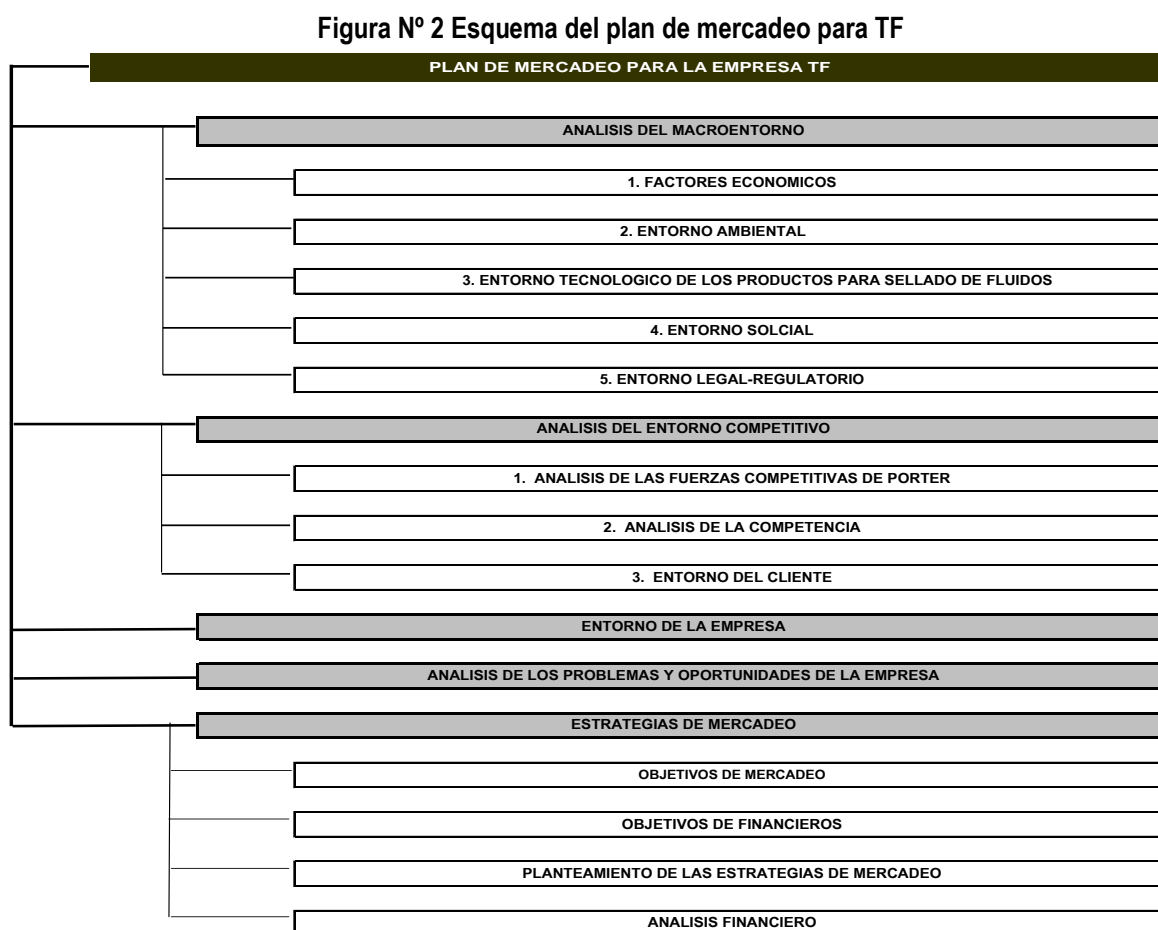 Figura Nº 2 Esquema del plan de mercadeo para TF
PLAN DE MERCADEO PARA LA EMPRESA TF
ANALISIS DEL MACROENTORNO
1. FACTORES ECONOMICOS
2. ENTORNO AMBIENTAL
3. ENTORNO TECNOLOGICO DE LOS PRODUCTOS PARA SELLADO DE FLUIDOS
4. ENTORNO SOLCIAL
5. ENTORNO LEGAL-REGULATORIO
ANALISIS DEL ENTORNO COMPETITIVO
1. ANALISIS DE LAS FUERZAS COMPETITIVAS DE PORTER
2. ANALISIS DE LA COMPETENCIA
3. ENTORNO DEL CLIENTE
ENTORNO DE LA EMPRESA
ANALISIS DE LOS PROBLEMAS Y OPORTUNIDADES DE LA EMPRESA
ESTRATEGIAS DE MERCADEO
OBJETIVOS DE MERCADEO
OBJETIVOS DE FINANCIEROS
PLANTEAMIENTO DE LAS ESTRATEGIAS DE MERCADEO
ANALISIS FINANCIERO